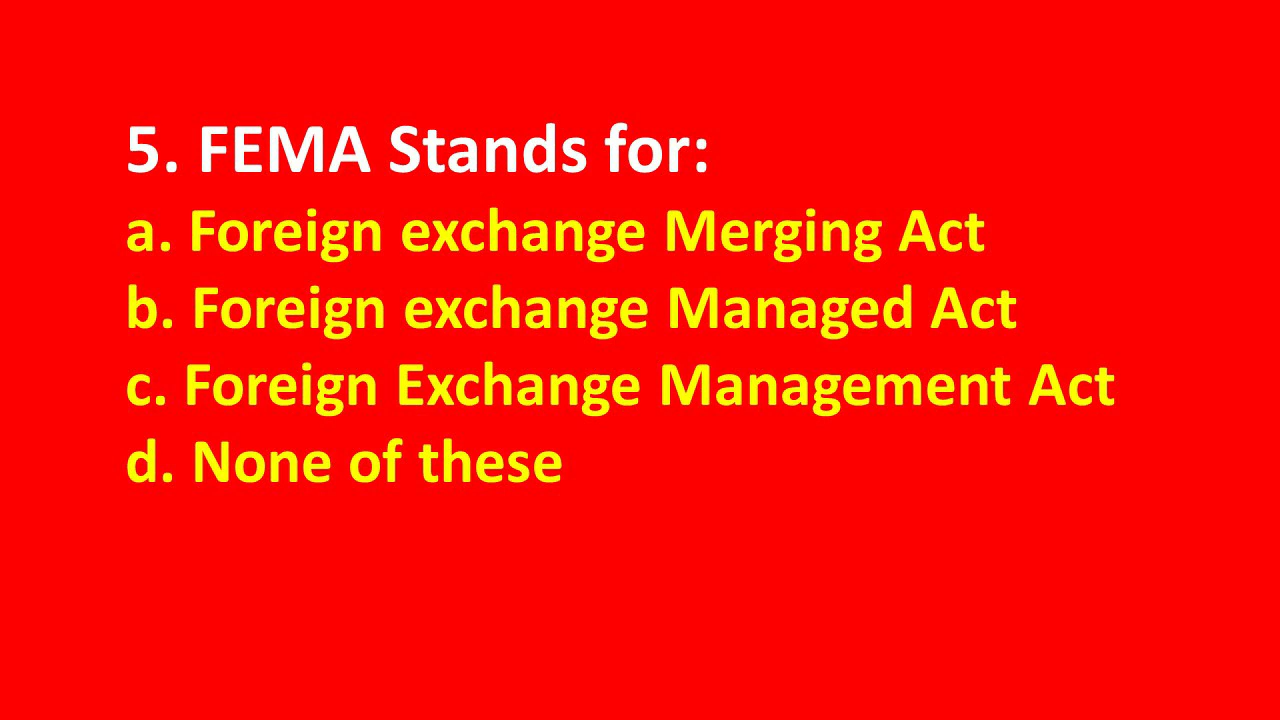 5. FEMA Stands for:
a. Foreign exchange Merging Act
b. Foreign exchange Managed Act
c. Foreign Exchange Management Act
d. None of these